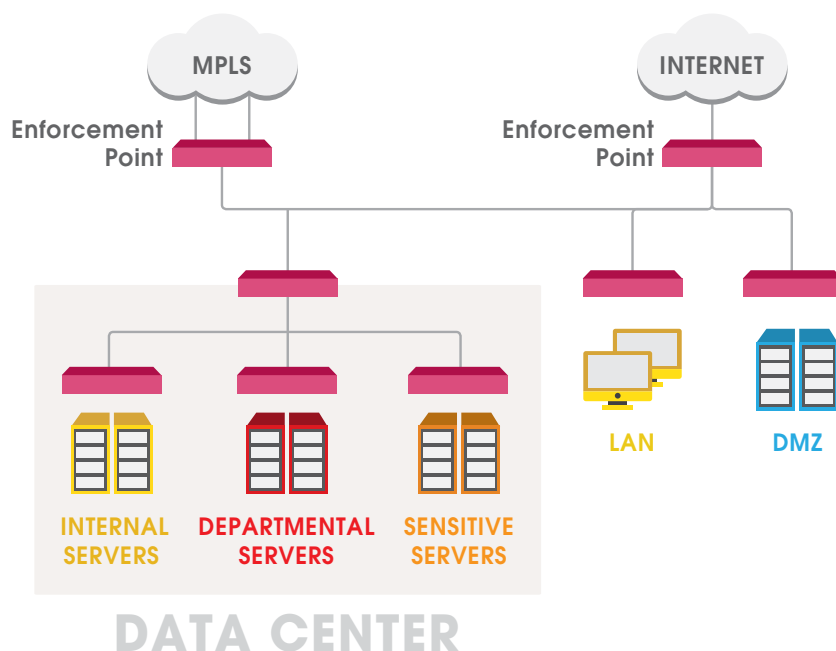 MPLS
INTERNET
Enforcement
Point
Enforcement
Point
LAN
DMZ
INTERNAL
SERVERS
DEPARTMENTAL
SERVERS
SENSITIVE
SERVERS
DATA CENTER